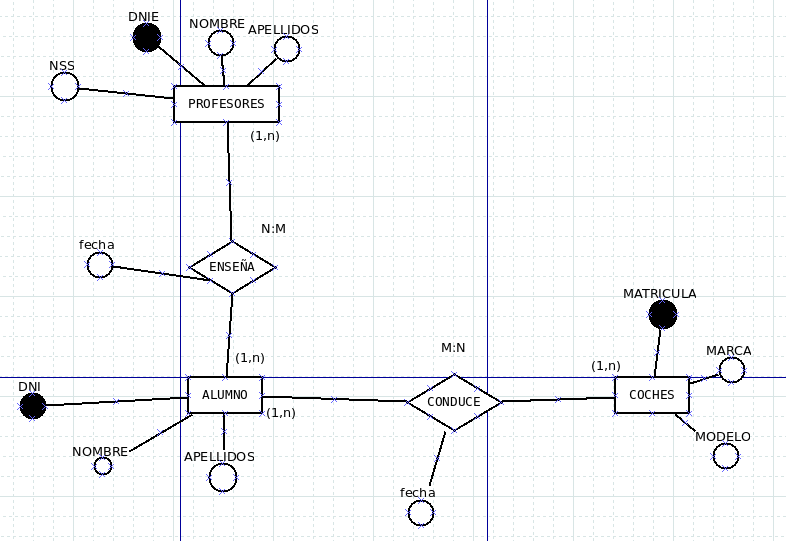 DNIE
NOMBRE
APELLIDOS
NSS
PROFESORES
(1,n)
N:M
fecha
ENSEÑA
(1,n)
M:N
MATRICULA
(1,n)
MARCA
DNI
ALUMNO
(1,n)
CONDUCE
COCHES
NOMBRE
APELLIDOS
MODELO
fecha